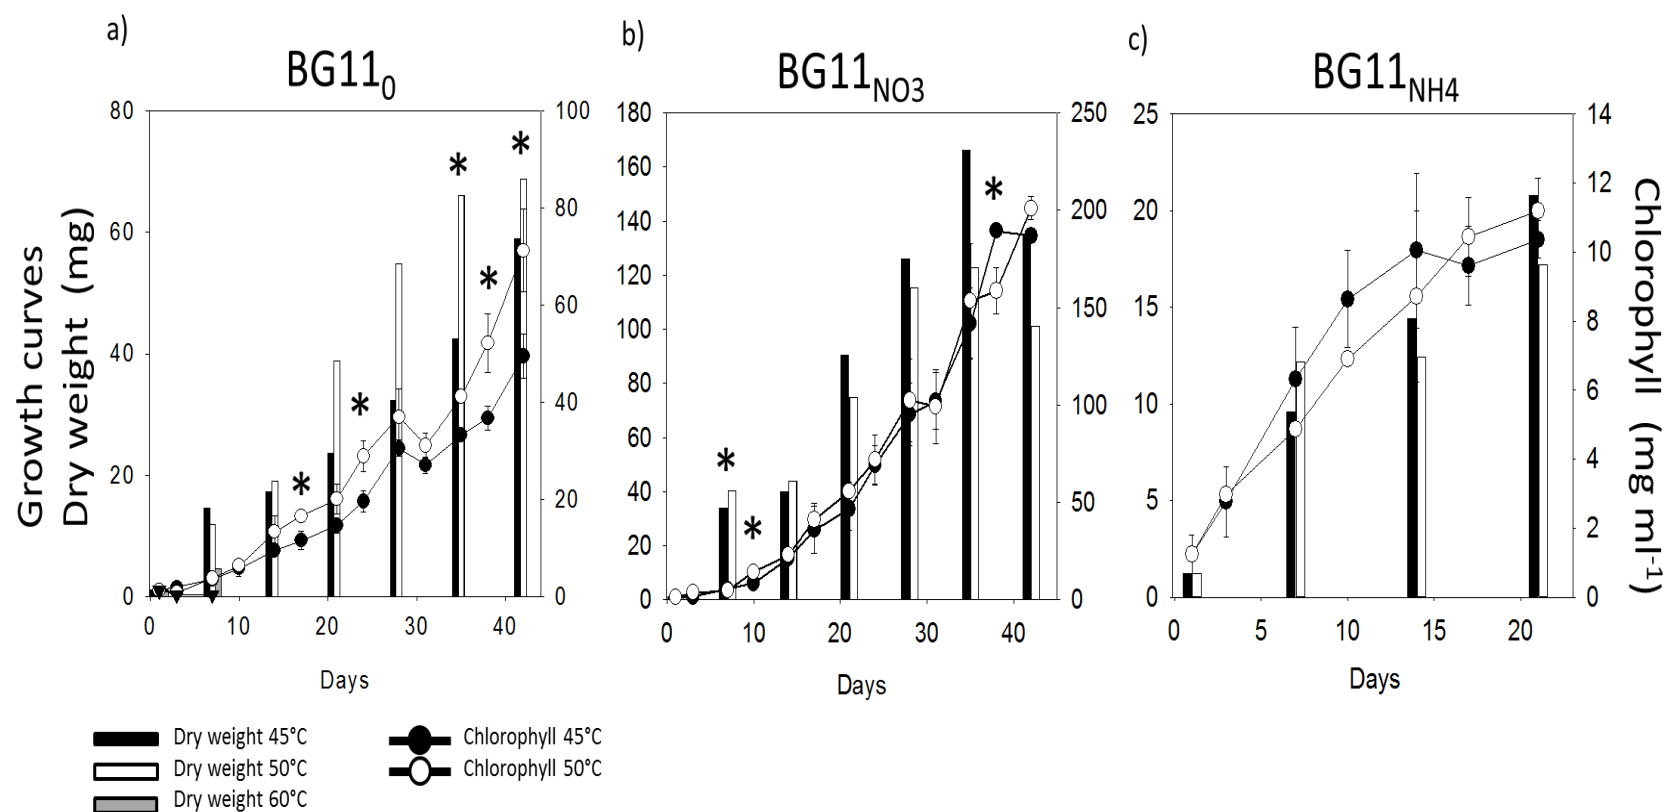 a)
BG11₀
b)
BG11NO3
c)
BG11NH4
Growth curves
Dry weight (mg)
80
60
40
20
0
100
80
60
40
20
0
*
*
*
*
*
0 10 20 30 40
Days
180
160
140
120
100
80
60
40
20
0
250
200
150
100
50
0
*
*
*
0 10 20 30 40
Days
25
20
15
10
5
0
14
12
10
8
6
4
2
0
0 5 10 15 20
Days
Chlorophyll (mg ml⁻¹)
Dry weight 45°C
Dry weight 50°C
Dry weight 60°C
Chlorophyll 45°C
Chlorophyll 50°C